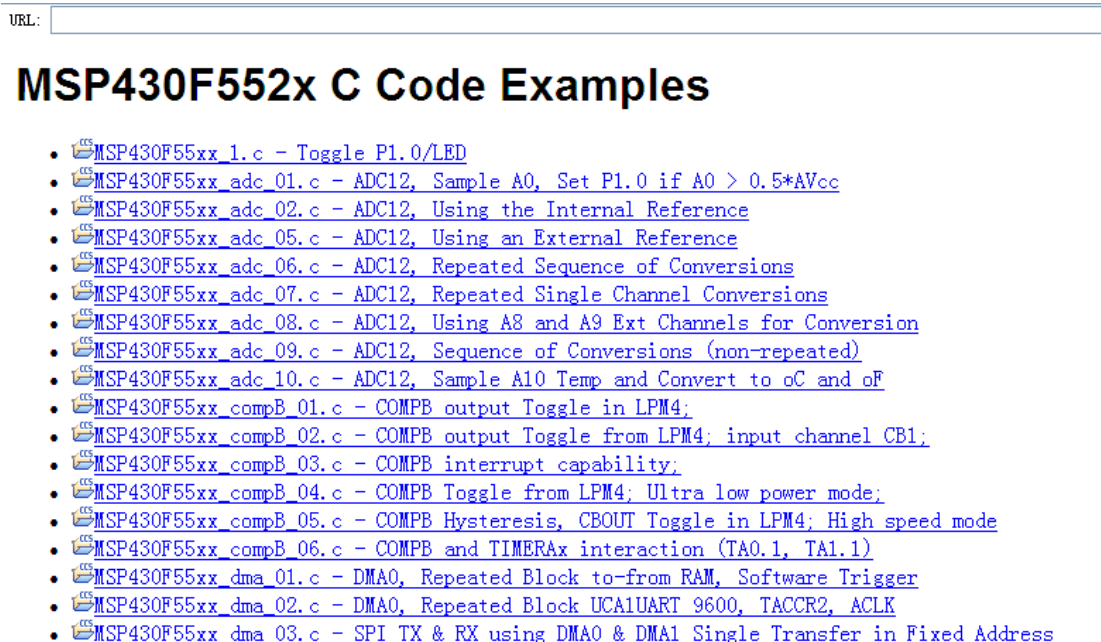 URL:
MSP430F552x C Code Examples
MSP430F55xx_1.c - Toggle P1.0/LED
MSP430F55xx_adc_01.c - ADC12, Sample A0, Set P1.0 if A0 > 0.5*AVcc
MSP430F55xx_adc_02.c - ADC12, Using the Internal Reference
MSP430F55xx_adc_05.c - ADC12, Using an External Reference
MSP430F55xx_adc_06.c - ADC12, Repeated Sequence of Conversions
MSP430F55xx_adc_07.c - ADC12, Repeated Single Channel Conversions
MSP430F55xx_adc_08.c - ADC12, Using A8 and A9 Ext Channels for Conversion
MSP430F55xx_adc_09.c - ADC12, Sequence of Conversions (non-repeated)
MSP430F55xx_adc_10.c - ADC12, Sample A10 Temp and Convert to oC and oF
MSP430F55xx_compB_01.c - COMPB output Toggle in LPM4;
MSP430F55xx_compB_02.c - COMPB output Toggle from LPM4; input channel CB1;
MSP430F55xx_compB_03.c - COMPB interrupt capability;
MSP430F55xx_compB_04.c - COMPB Toggle from LPM4; Ultra low power mode;
MSP430F55xx_compB_05.c - COMPB Hysteresis, CBOUT Toggle in LPM4; High speed mode
MSP430F55xx_compB_06.c - COMPB and TIMERAx interaction (TA0.1, TA1.1)
MSP430F55xx_dma_01.c - DMA0, Repeated Block to-from RAM, Software Trigger
MSP430F55xx_dma_02.c - DMA0, Repeated Block UCA1UART 9600, TACCR2, ACLK
MSP430F55xx_dma_03.c - SPI TX & RX using DMA0 & DMA1 Single Transfer in Fixed Address